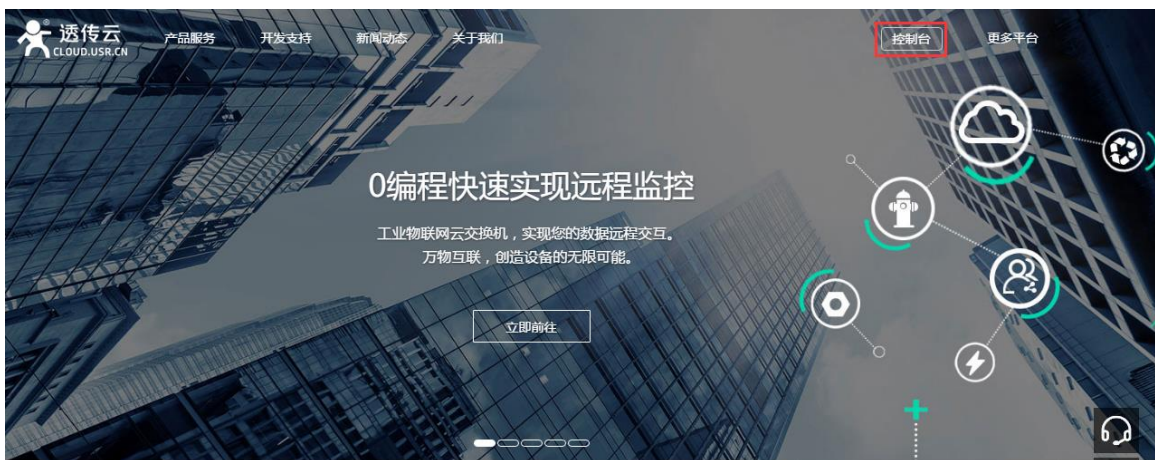 透传云
CLOUD.USR.CN
产品服务
开发支持
新闻动态
关于我们
控制台
更多平台
0编程快速实现远程监控
工业物联网云交换机，实现您的数据远程交互。
万物互联，创造设备的无限可能。
立即前往